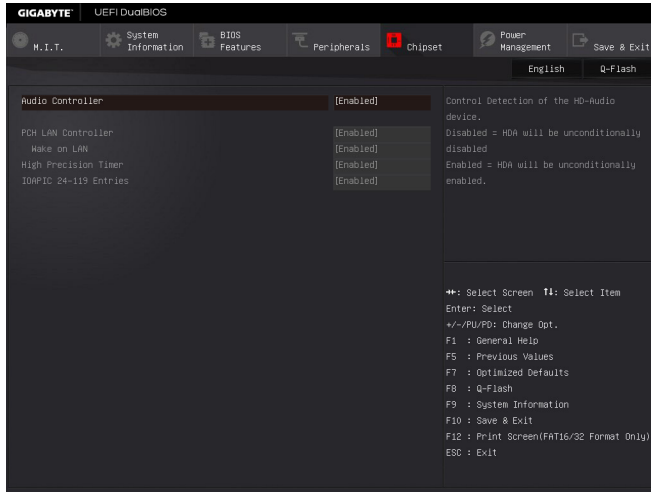 GIGABYTE™ UEFI DualBIOS
M.I.T. System Information BIOS Features Peripherals Chipset Power Management Save & Exit
English Q-Flash
Audio Controller [Enabled]
PCH LAN Controller [Enabled]
Wake on LAN [Enabled]
High Precision Timer [Enabled]
IOAPIC 24-119 Entries [Enabled]
Control Detection of the HD-Audio
device.
Disabled = HDA will be unconditionally
disabled
Enabled = HDA will be unconditionally
enabled.
→←: Select Screen ↑↓: Select Item
Enter: Select
+/-/PU/PD: Change Opt.
F1 : General Help
F5 : Previous Values
F7 : Optimized Defaults
F8 : Q-Flash
F9 : System Information
F10 : Save & Exit
F12 : Print Screen(FAT16/32 Format Only)
ESC : Exit